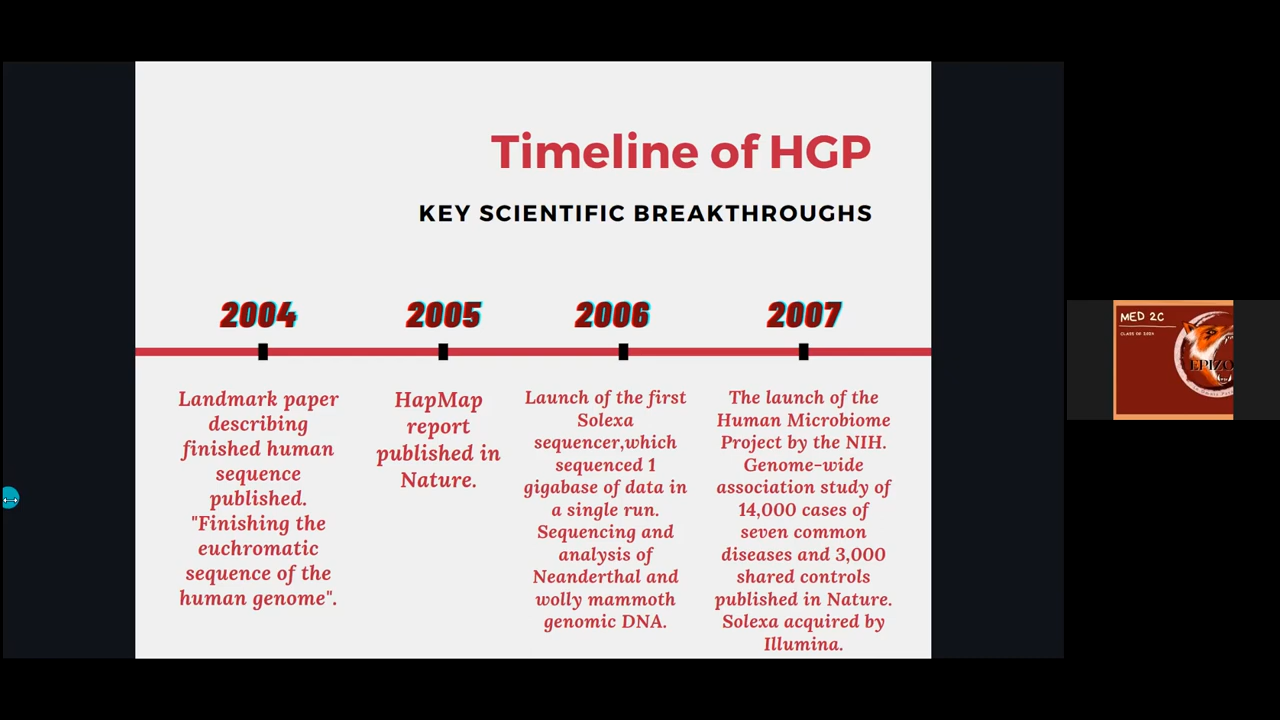 Timeline of HGP
KEY SCIENTIFIC BREAKTHROUGHS
2004
Landmark paper
describing
finished human
sequence
published.
"Finishing the
euchromatic
sequence of the
human genome".
2005
HapMap
report
published in
Nature.
2006
Launch of the first
Solexa
sequencer,which
sequenced 1
gigabase of data in
a single run.
Sequencing and
analysis of
Neanderthal and
wolly mammoth
genomic DNA.
2007
The launch of the
Human Microbiome
Project by the NIH.
Genome-wide
association study of
14,000 cases of
seven common
diseases and 3,000
shared controls
published in Nature.
Solexa acquired by
Illumina.
MED 2C
CLASS OF 2024
EPIZO